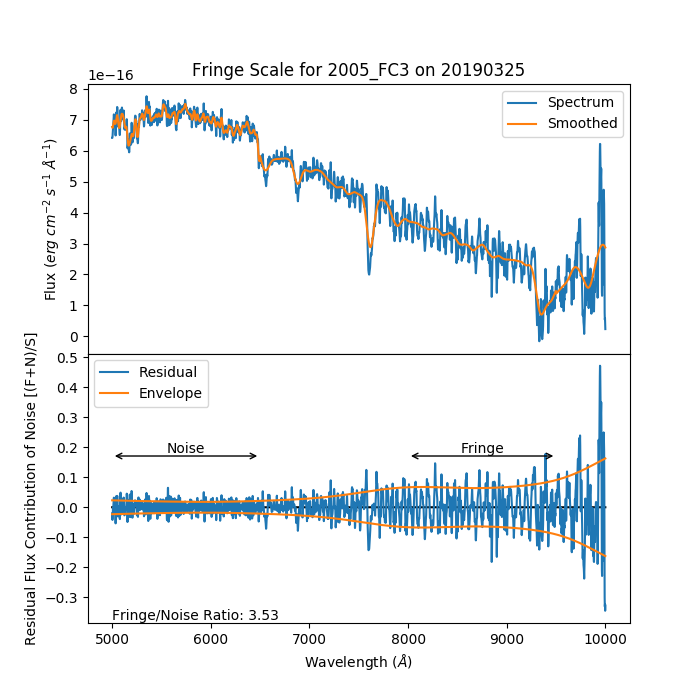 Fringe Scale for 2005_FC3 on 20190325
1e−16
8
7
6
5
4
3
2
1
0
Flux (erg cm⁻² s⁻¹ Å⁻¹)
Spectrum
Smoothed
0.5
0.4
0.3
0.2
0.1
0.0
−0.1
−0.2
−0.3
Residual Flux Contribution of Noise [(F+N)/S]
Residual
Envelope
Noise
Fringe
Fringe/Noise Ratio: 3.53
5000 6000 7000 8000 9000 10000
Wavelength (Å)